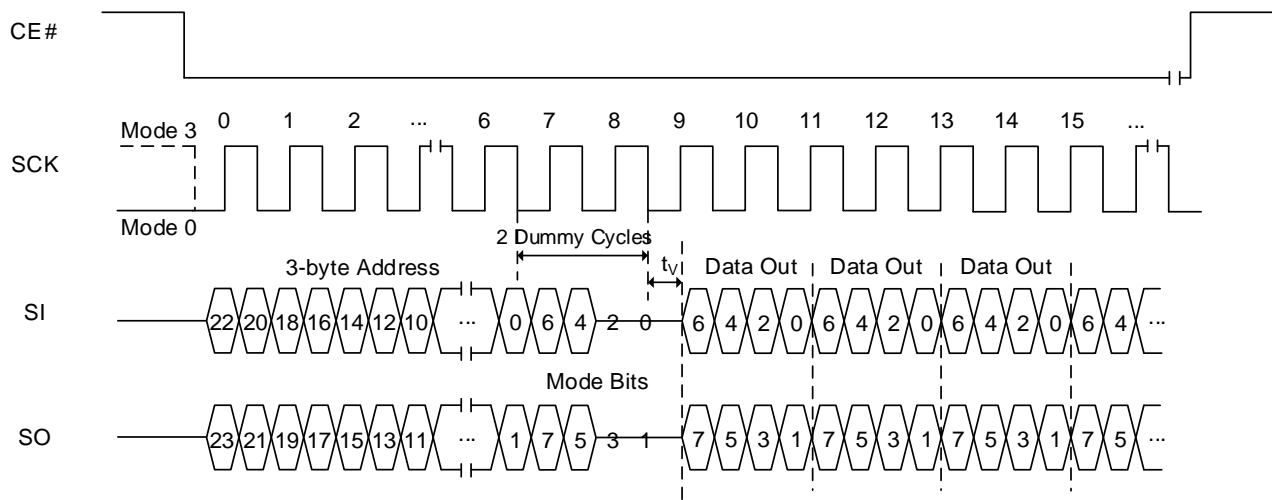 CE#
Mode 3 0 1 2 ... 6 7 8 9 10 11 12 13 14 15 ...
SCK
Mode 0
2 Dummy Cycles
3-byte Address tV Data Out Data Out Data Out
SI 22 20 18 16 14 12 10 ... 0 6 4 2 0 6 4 2 0 6 4 2 0 6 4 2 0 6 4 ...
Mode Bits
SO 23 21 19 17 15 13 11 ... 1 7 5 3 1 7 5 3 1 7 5 3 1 7 5 3 1 7 5 ...